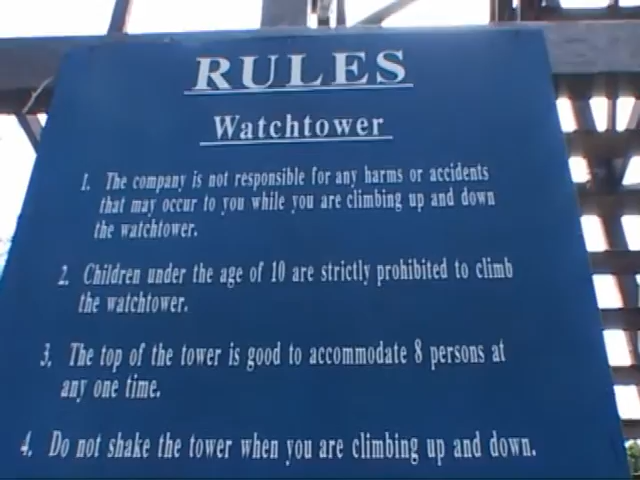 RULES
Watchtower
1. The company is not responsible for any harms or accidents
that may occur to you while you are climbing up and down
the watchtower.
2. Children under the age of 10 are strictly prohibited to climb
the watchtower.
3. The top of the tower is good to accommodate 8 persons at
any one time.
4. Do not shake the tower when you are climbing up and down.